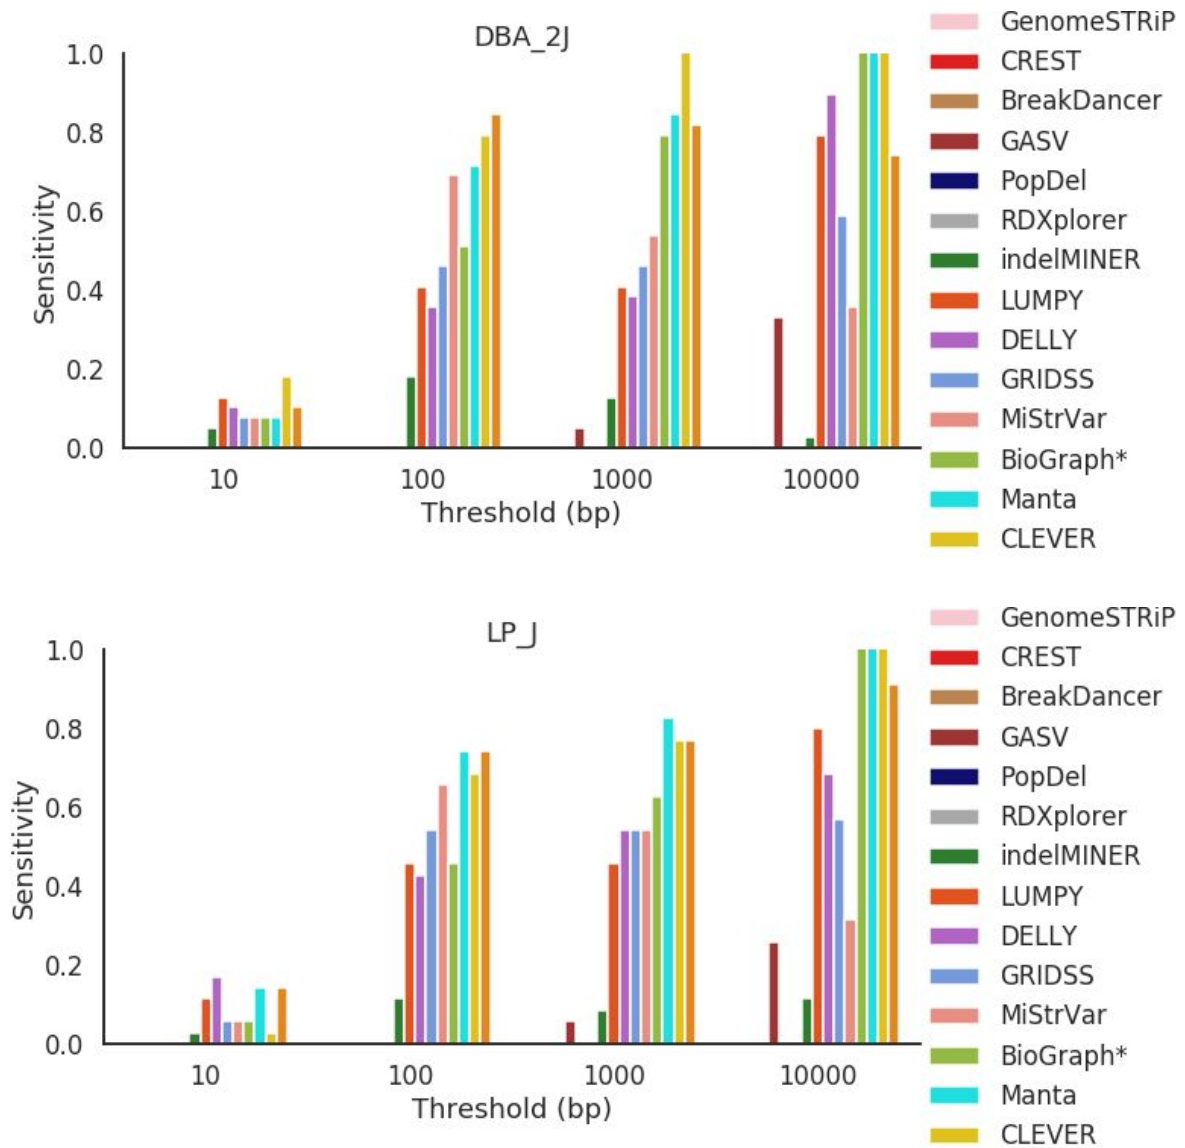 DBA_2J
1.0
0.8
0.6
0.4
0.2
0.0
Sensitivity
10 100 1000 10000
Threshold (bp)
GenomeSTRiP
CREST
BreakDancer
GASV
PopDel
RDXplorer
indelMINER
LUMPY
DELLY
GRIDSS
MiStrVar
BioGraph*
Manta
CLEVER
LP_J
1.0
0.8
0.6
0.4
0.2
0.0
Sensitivity
10 100 1000 10000
Threshold (bp)
GenomeSTRiP
CREST
BreakDancer
GASV
PopDel
RDXplorer
indelMINER
LUMPY
DELLY
GRIDSS
MiStrVar
BioGraph*
Manta
CLEVER